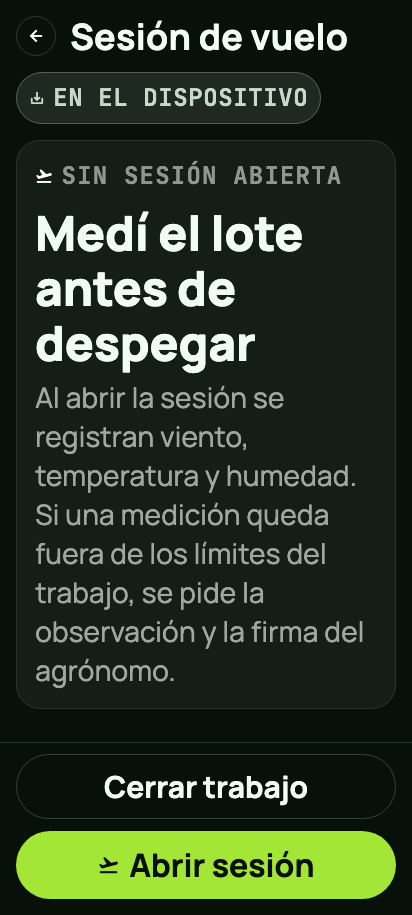 Sesión de vuelo
EN EL DISPOSITIVO
SIN SESIÓN ABIERTA
Medí el lote
antes de
despegar
Al abrir la sesión se
registran viento,
temperatura y humedad.
Si una medición queda
fuera de los límites del
trabajo, se pide la
observación y la firma del
agrónomo.
Cerrar trabajo
Abrir sesión